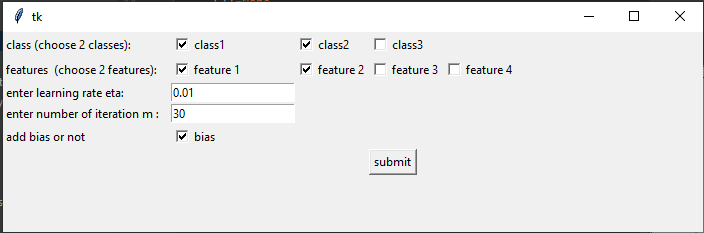 tk
class (choose 2 classes): class1 class2 class3
features (choose 2 features): feature 1 feature 2 feature 3 feature 4
enter learning rate eta: 0.01
enter number of iteration m : 30
add bias or not bias
submit